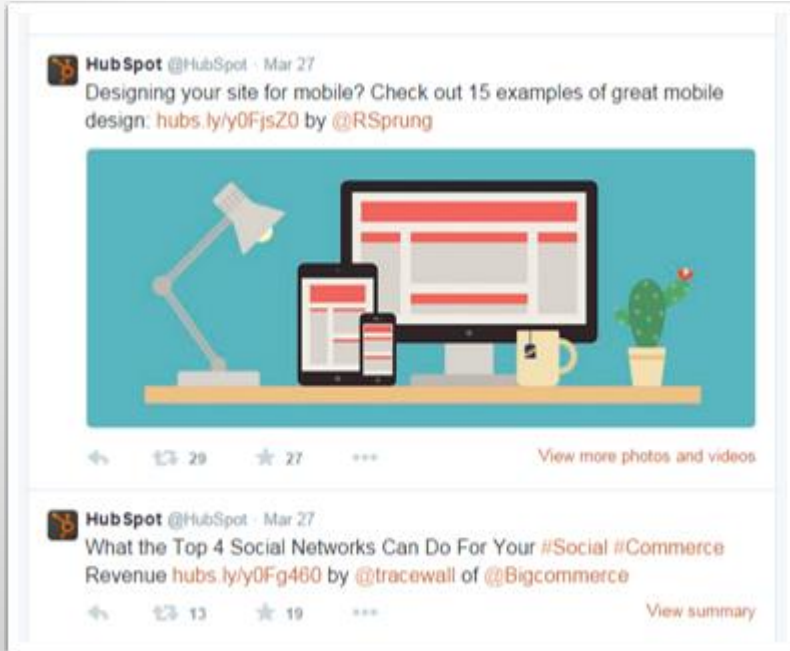 HubSpot @HubSpot · Mar 27
Designing your site for mobile? Check out 15 examples of great mobile
design: hubs.ly/y0FjsZ0 by @RSprung
29 27
View more photos and videos
HubSpot @HubSpot · Mar 27
What the Top 4 Social Networks Can Do For Your #Social #Commerce
Revenue hubs.ly/y0Fg460 by @tracewall of @Bigcommerce
13 19
View summary